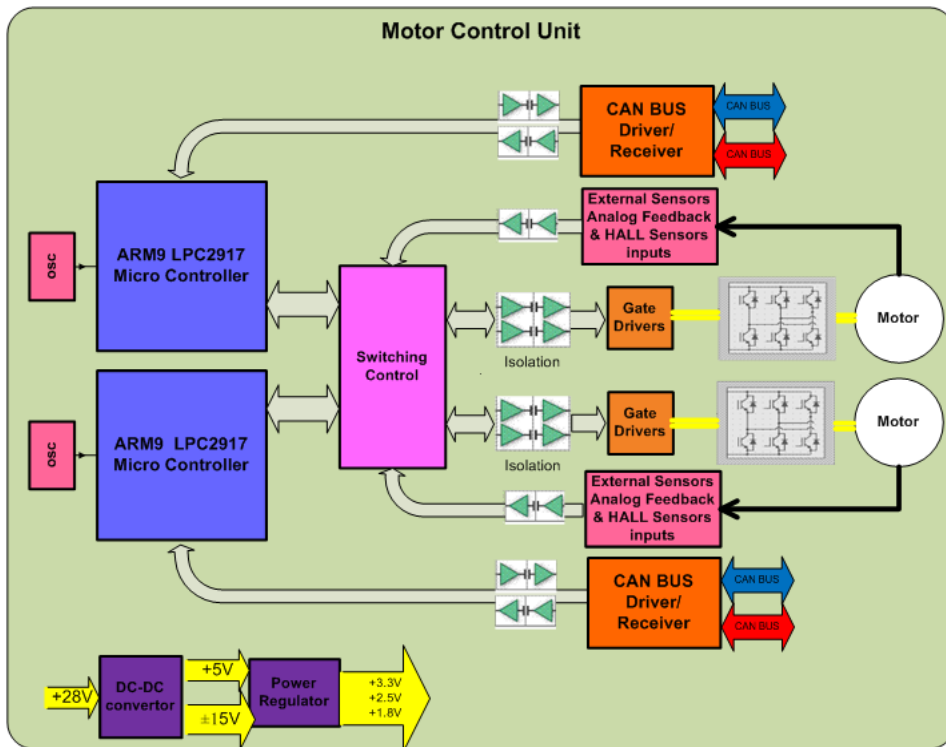 Motor Control Unit
CAN BUS
Driver/
Receiver
CAN BUS
CAN BUS
External Sensors
Analog Feedback
& HALL Sensors
inputs
osc
ARM9 LPC2917
Micro Controller
Switching
Control
Isolation
Gate
Drivers
Motor
osc
ARM9 LPC2917
Micro Controller
Isolation
Gate
Drivers
Motor
External Sensors
Analog Feedback
& HALL Sensors
inputs
CAN BUS
Driver/
Receiver
CAN BUS
CAN BUS
+28V
DC-DC
convertor
+5V
±15V
Power
Regulator
+3.3V
+2.5V
+1.8V